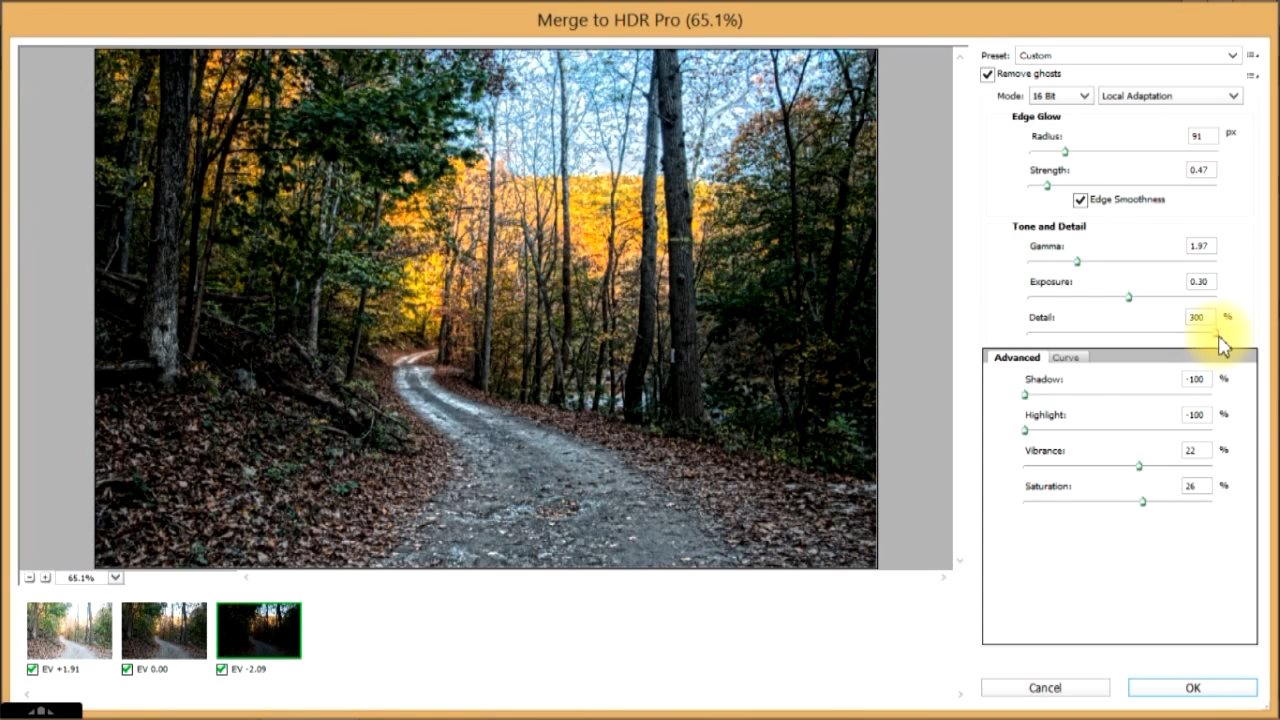 Merge to HDR Pro (65.1%)
Preset: Custom
Remove ghosts
Mode: 16 Bit Local Adaptation
Edge Glow
Radius: 91 px
Strength: 0.47
Edge Smoothness
Tone and Detail
Gamma: 1.97
Exposure: 0.30
Detail: 300 %
Advanced Curve
Shadow: -100 %
Highlight: -100 %
Vibrance: 22 %
Saturation: 26 %
65.1%
EV +1.91 EV 0.00 EV -2.09
Cancel OK